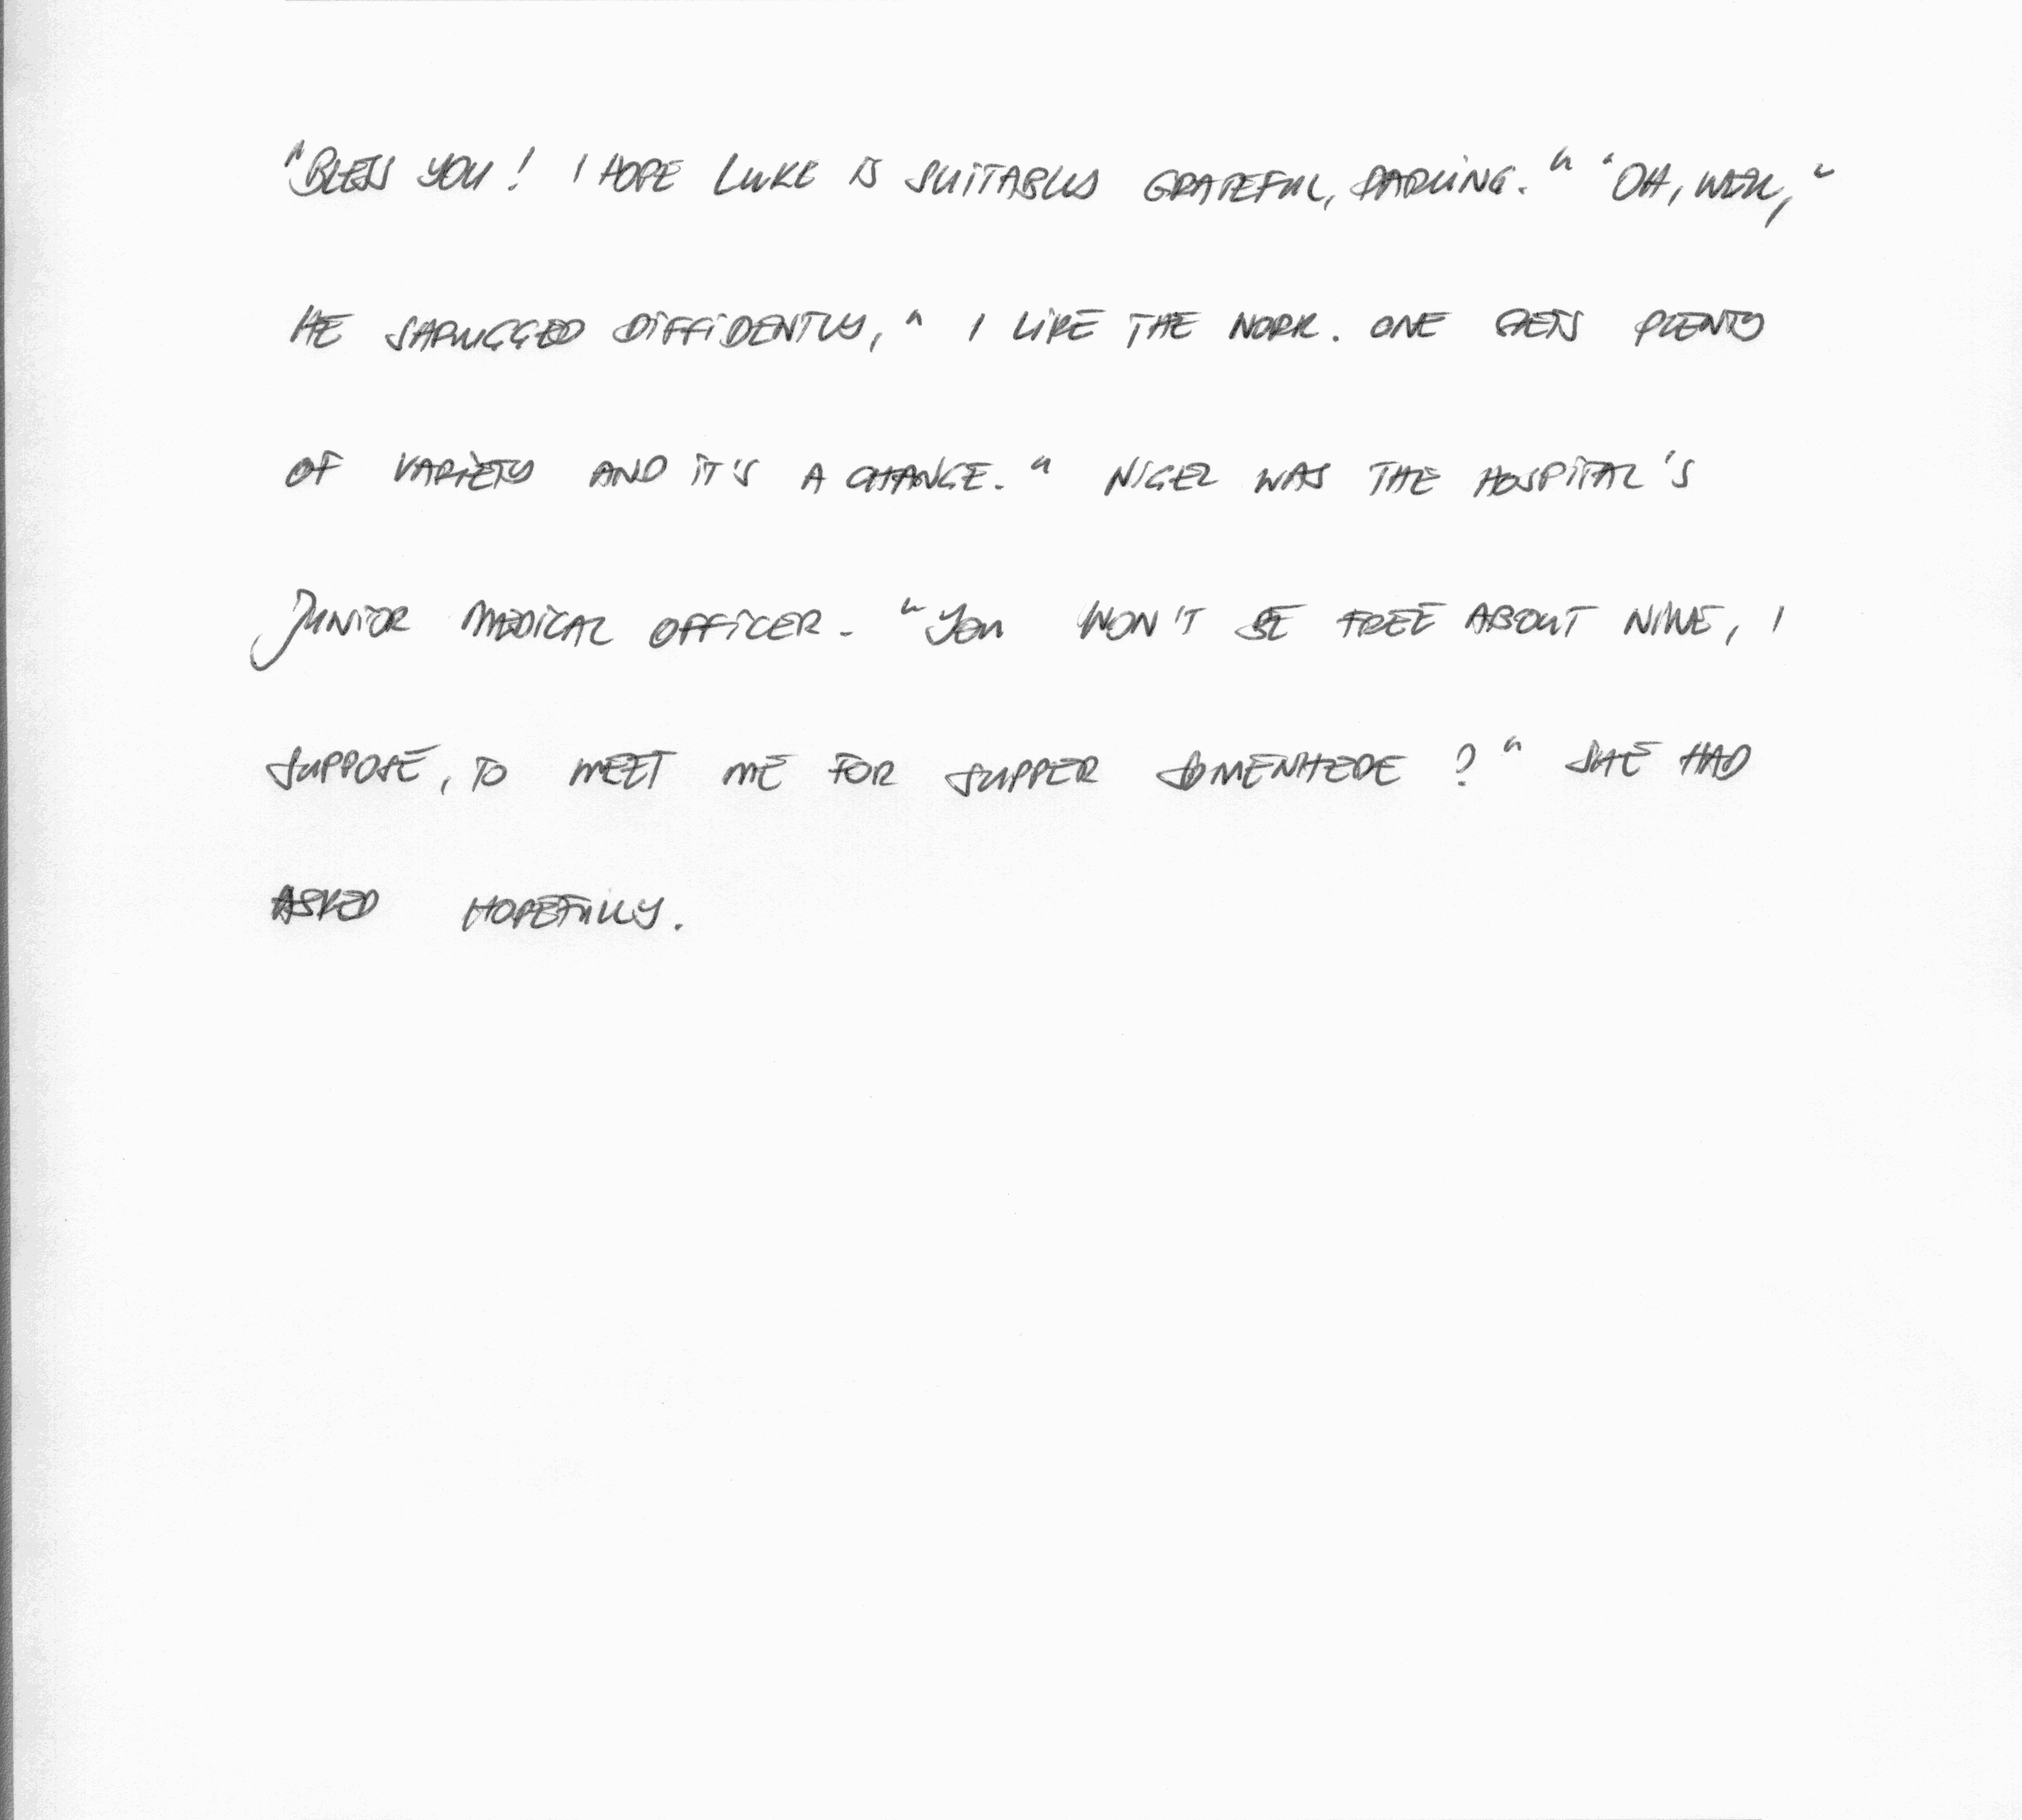 "BLESS YOU! I HOPE LUKE IS SUITABLY GRATEFUL, DARLING." "OH, WELL,"
HE SHRUGGED DIFFIDENTLY, " I LIKE THE WORK. ONE GETS PLENTY
OF VARIETY AND IT'S A CHANGE." NIGEL WAS THE HOSPITAL'S
JUNIOR MEDICAL OFFICER. "YOU WON'T BE FREE ABOUT NINE, I
SUPPOSE, TO MEET ME FOR SUPPER SOMEWHERE?" SHE HAD
ASKED HOPEFULLY.